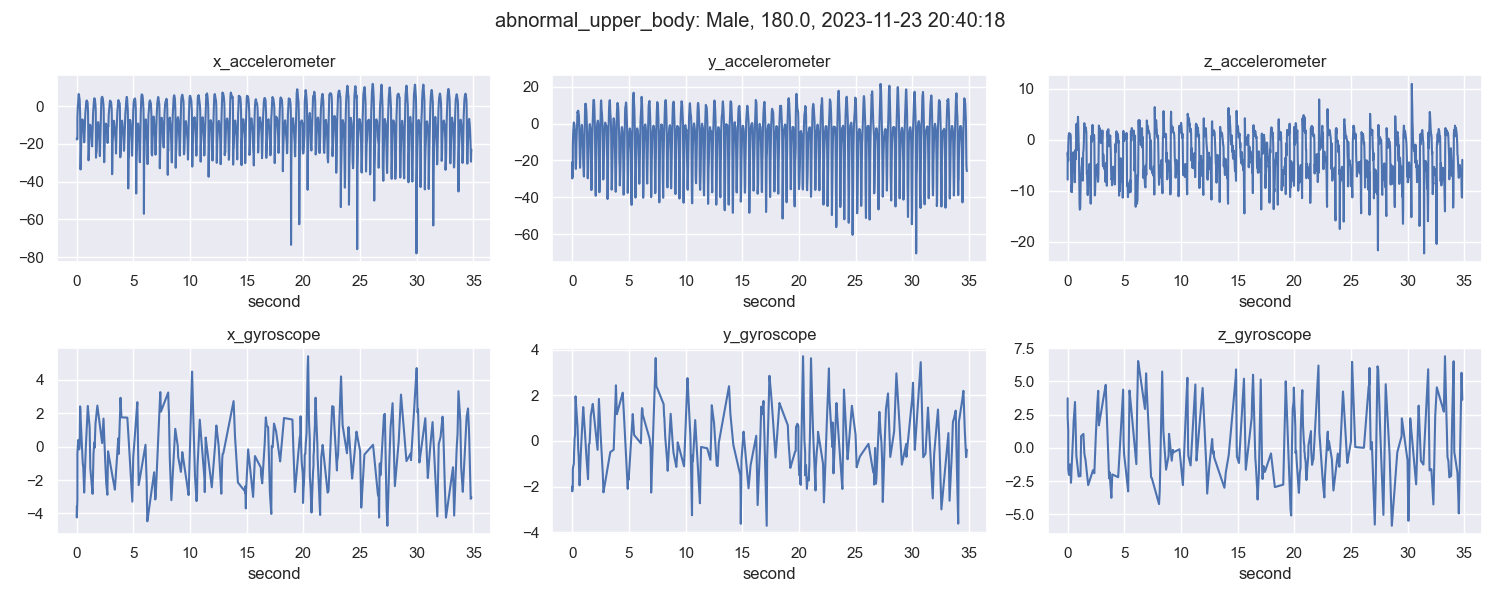 abnormal_upper_body: Male, 180.0, 2023-11-23 20:40:18
x_accelerometer
0
−20
−40
−60
−80
0 5 10 15 20 25 30 35
second
y_accelerometer
20
0
−20
−40
−60
0 5 10 15 20 25 30 35
second
z_accelerometer
10
0
−10
−20
0 5 10 15 20 25 30 35
second
x_gyroscope
4
2
0
−2
−4
0 5 10 15 20 25 30 35
second
y_gyroscope
4
2
0
−2
−4
0 5 10 15 20 25 30 35
second
z_gyroscope
7.5
5.0
2.5
0.0
−2.5
−5.0
0 5 10 15 20 25 30 35
second